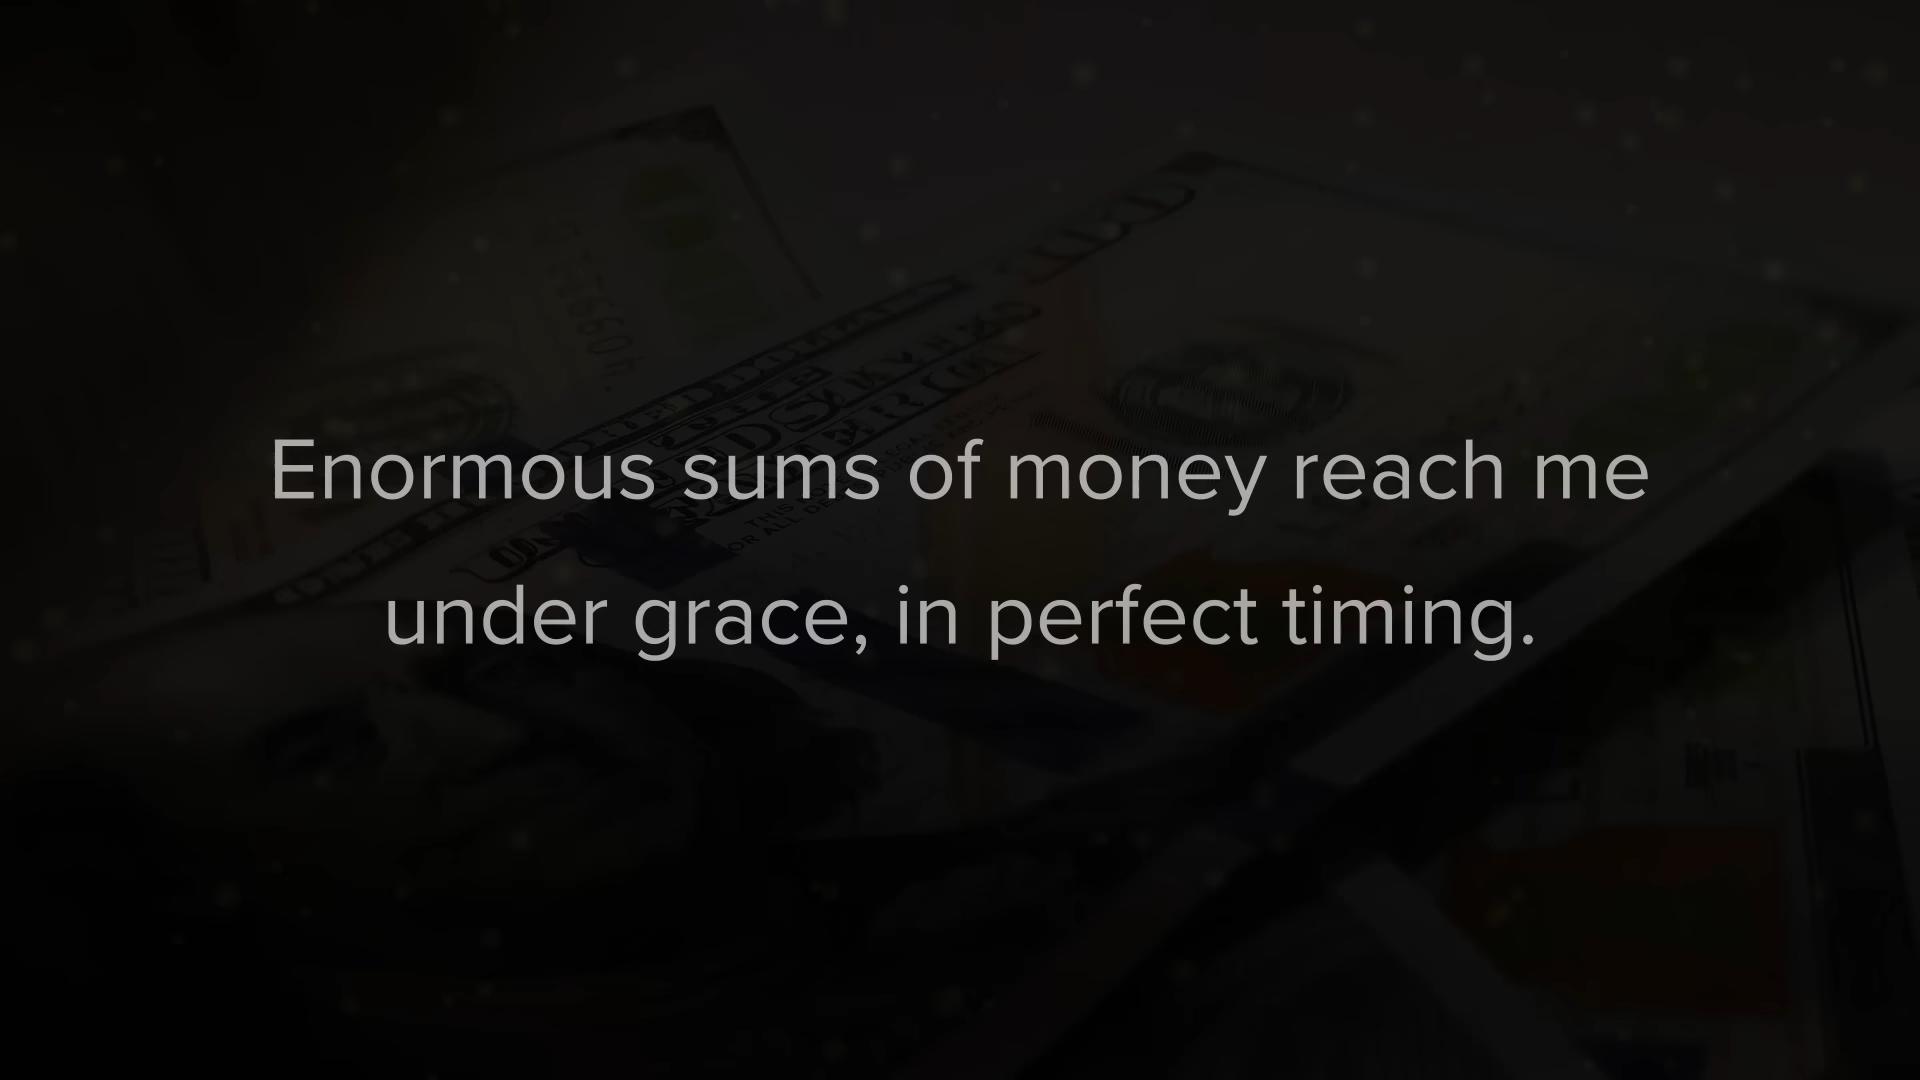 Enormous sums of money reach me
under grace, in perfect timing.